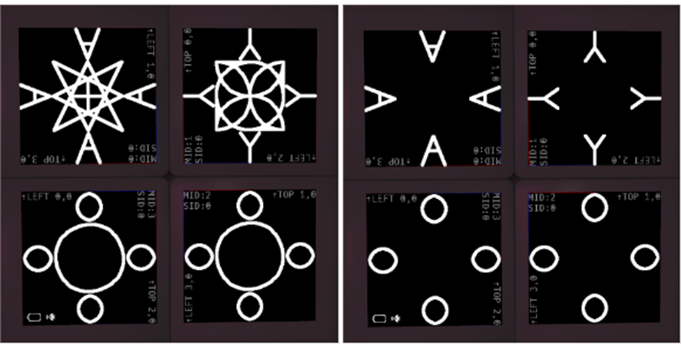 ↑LEFT 1,0
↑TOP 3,0
MID:0
SID:0
↑TOP 0,0
MID:1
SID:0
↑LEFT 2,0
↑LEFT 1,0
↑TOP 3,0
MID:0
SID:0
↑TOP 0,0
MID:1
SID:0
↑LEFT 2,0
↑LEFT 0,0
MID:3
SID:0
↑TOP 2,0
MID:2
SID:0
↑TOP 1,0
↑LEFT 3,0
↑LEFT 0,0
MID:3
SID:0
↑TOP 2,0
MID:2
SID:0
↑TOP 1,0
↑LEFT 3,0